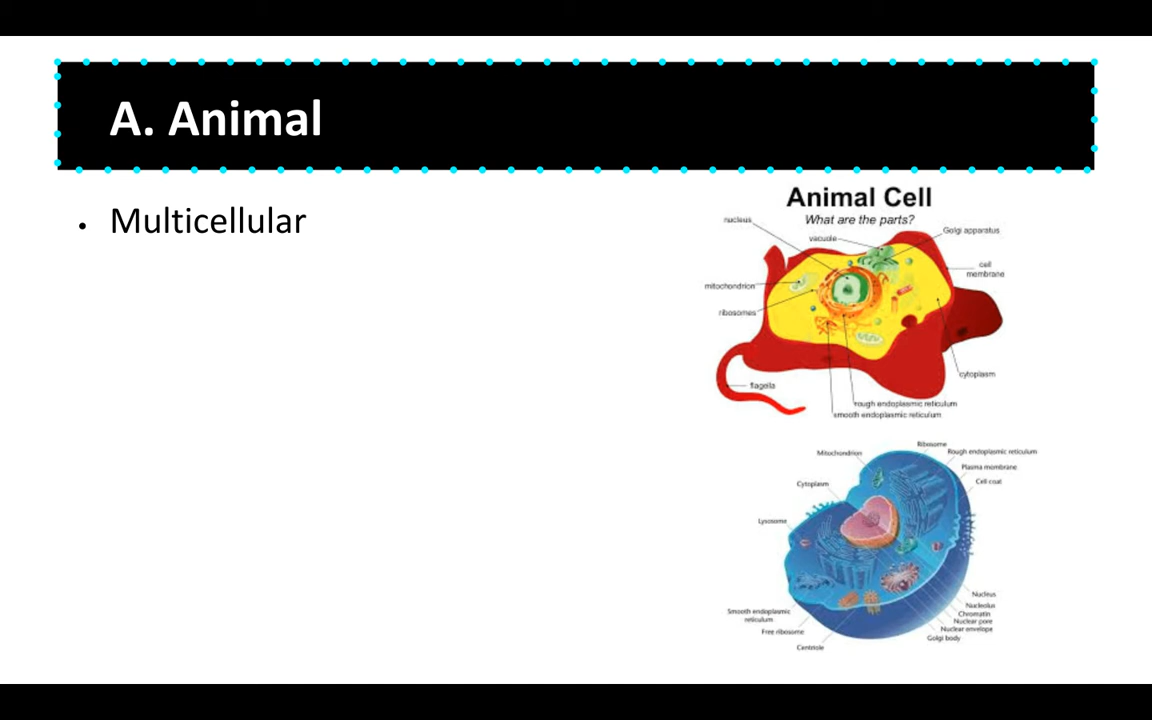 A. Animal
• Multicellular
Animal Cell
What are the parts?
nucleus
vacuole
Golgi apparatus
cell
membrane
mitochondrion
ribosomes
cytoplasm
flagella
rough endoplasmic reticulum
smooth endoplasmic reticulum
Ribosome
Mitochondrion
Rough endoplasmic reticulum
Plasma membrane
Cell coat
Cytoplasm
Lysosome
Nucleus
Nucleolus
Chromatin
Nuclear pore
Nuclear envelope
Golgi body
Smooth endoplasmic
reticulum
Free ribosome
Centriole